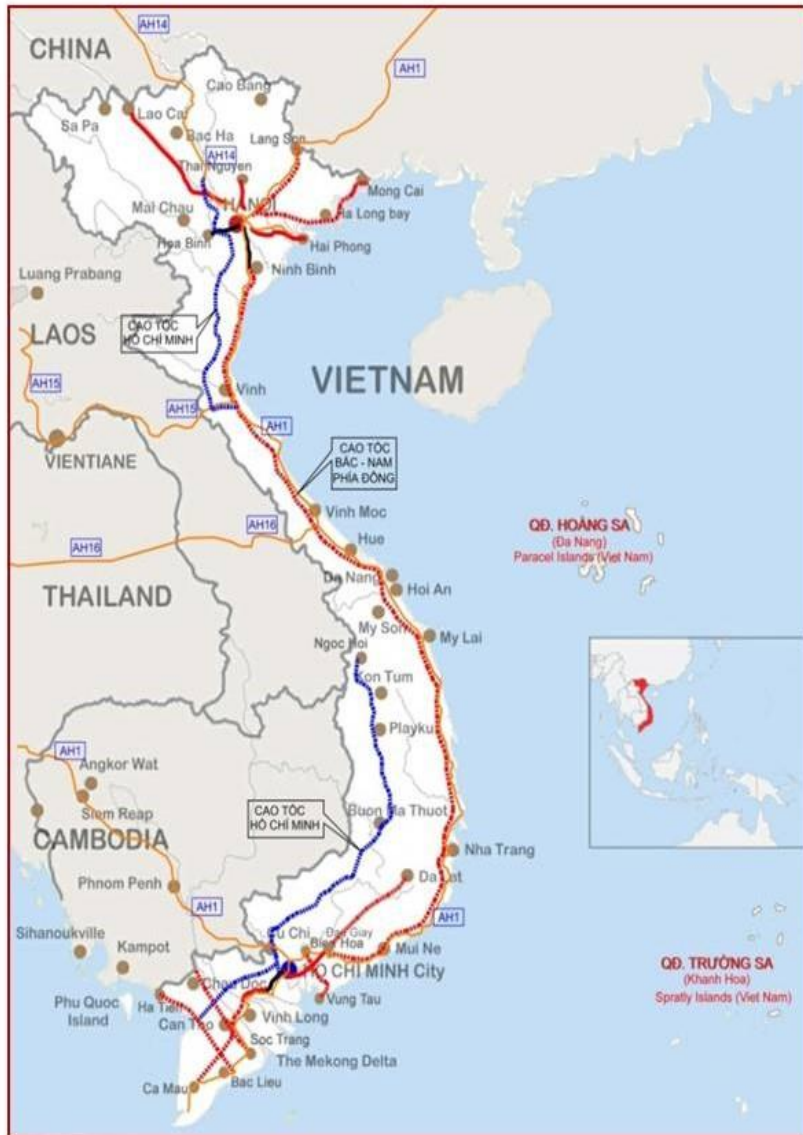 AH14
CHINA
AH1
Cao Bang
Lao Cai
Sa Pa
Bac Ha
Lang Son
AH14
Thai Nguyen
Mong Cai
HANOI
Mai Chau
Ha Long bay
Hoa Binh
Hai Phong
Ninh Binh
Luang Prabang
CAO TỐC
HỒ CHÍ MINH
LAOS
VIETNAM
AH15
Vinh
AH15
AH1
VIENTIANE
CAO TỐC
BẮC - NAM
PHÍA ĐÔNG
Vinh Moc
AH16
Hue
AH16
QĐ. HOÀNG SA
(Đa Nang)
Paracel Islands (Viet Nam)
Da Nang
Hoi An
THAILAND
My Son
My Lai
Ngoc Hoi
Kon Tum
Playku
AH1
Angkor Wat
Siem Reap
CAO TỐC
HỒ CHÍ MINH
Buon Ma Thuot
CAMBODIA
Nha Trang
Da Lat
Phnom Penh
AH1
AH1
Cu Chi
Dau Giay
Bien Hoa
Mui Ne
Sihanoukville
Kampot
HO CHI MINH City
QĐ. TRƯỜNG SA
(Khanh Hoa)
Spratly Islands (Viet Nam)
Chau Doc
Vung Tau
Phu Quoc
Island
Ha Tien
Can Tho
Vinh Long
Soc Trang
The Mekong Delta
Bac Lieu
Ca Mau